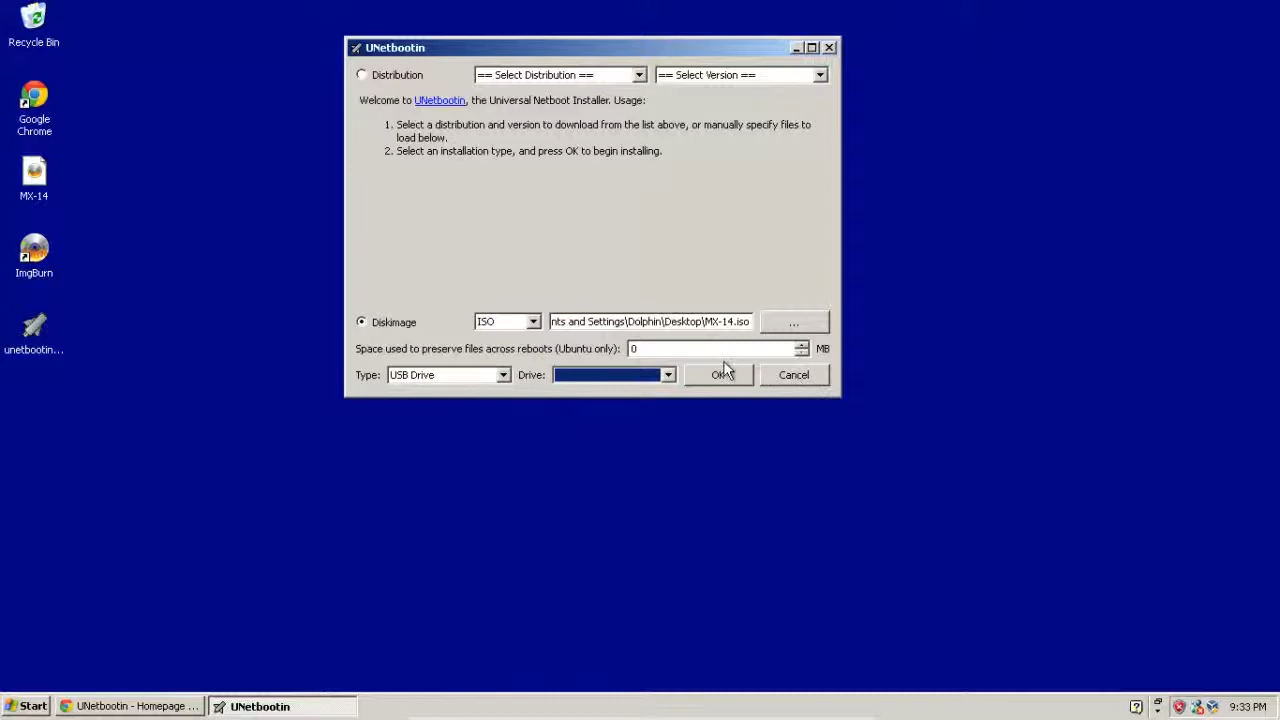 Recycle Bin
Google
Chrome
MX-14
ImgBurn
unetbootin...
UNetbootin
Distribution
== Select Distribution ==
== Select Version ==
Welcome to UNetbootin, the Universal Netboot Installer. Usage:
1. Select a distribution and version to download from the list above, or manually specify files to
load below.
2. Select an installation type, and press OK to begin installing.
Diskimage
ISO
nts and Settings\Dolphin\Desktop\MX-14.iso
...
Space used to preserve files across reboots (Ubuntu only):
0
MB
Type:
USB Drive
Drive:
OK
Cancel
Start
UNetbootin - Homepage ...
UNetbootin
9:33 PM